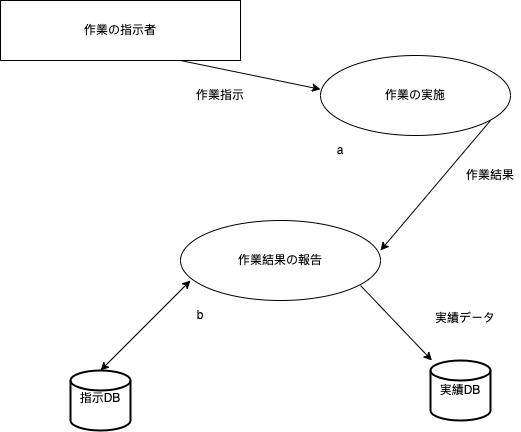 作業の指示者
作業指示
作業の実施
a
作業結果
作業結果の報告
b
実績データ
指示DB
実績DB